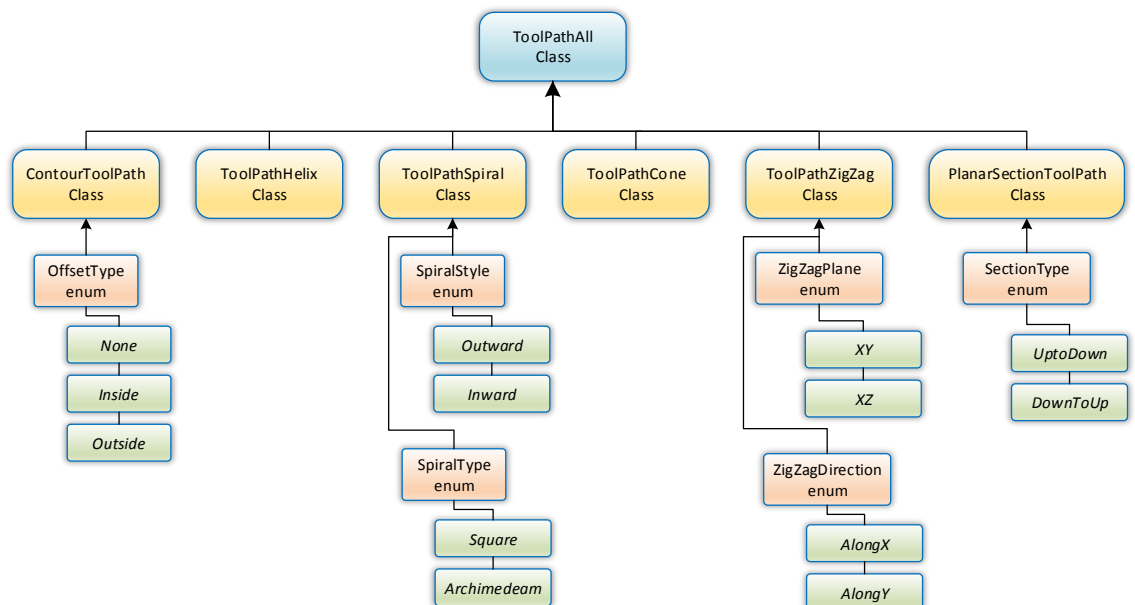 ToolPathAll
Class
ContourToolPath
Class
ToolPathHelix
Class
ToolPathSpiral
Class
ToolPathCone
Class
ToolPathZigZag
Class
PlanarSectionToolPath
Class
OffsetType
enum
None
Inside
Outside
SpiralStyle
enum
Outward
Inward
SpiralType
enum
Square
Archimedeam
ZigZagPlane
enum
XY
XZ
ZigZagDirection
enum
AlongX
AlongY
SectionType
enum
UptoDown
DownToUp